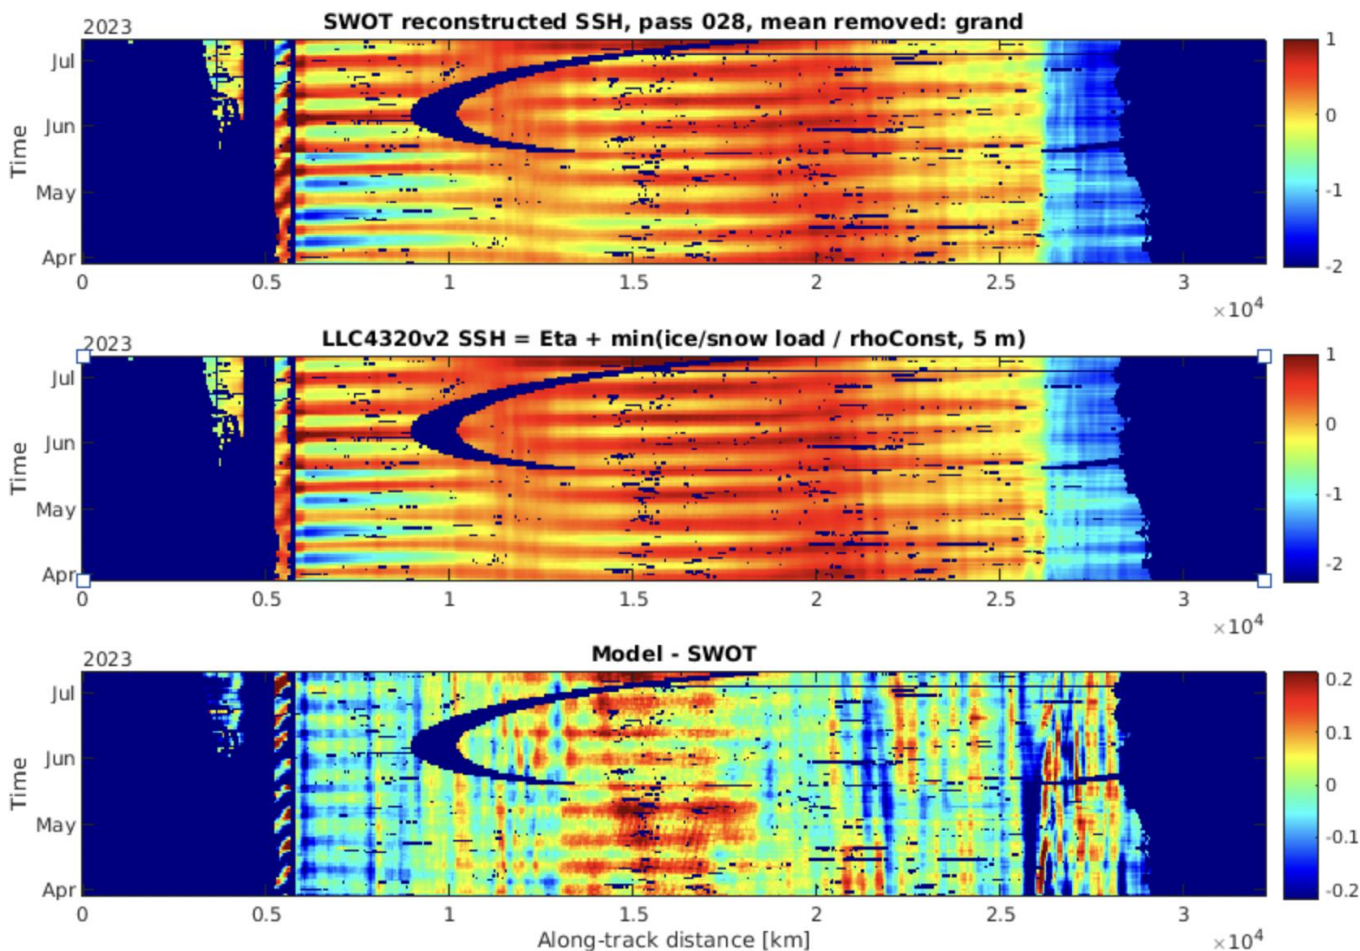 SWOT reconstructed SSH, pass 028, mean removed: grand
2023
Jul
Jun
May
Apr
Time
0 0.5 1 1.5 2 2.5 3
×10⁴
1
0
-1
-2
LLC4320v2 SSH = Eta + min(ice/snow load / rhoConst, 5 m)
2023
Jul
Jun
May
Apr
Time
0 0.5 1 1.5 2 2.5 3
×10⁴
1
0
-1
-2
Model - SWOT
2023
Jul
Jun
May
Apr
Time
0 0.5 1 1.5 2 2.5 3
Along-track distance [km]
×10⁴
0.2
0.1
0
-0.1
-0.2